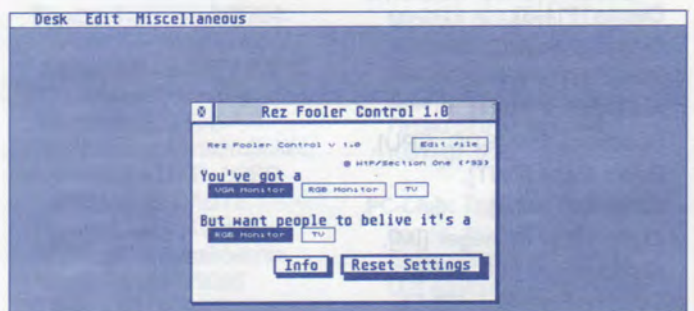 Desk Edit Miscellaneous
Rez Fooler Control 1.0
Rez Fooler Control v 1.0 Edit file
HtP/Section One ('93)
You've got a
VGA Monitor RGB Monitor TV
But want people to belive it's a
RGB Monitor TV
Info Reset Settings